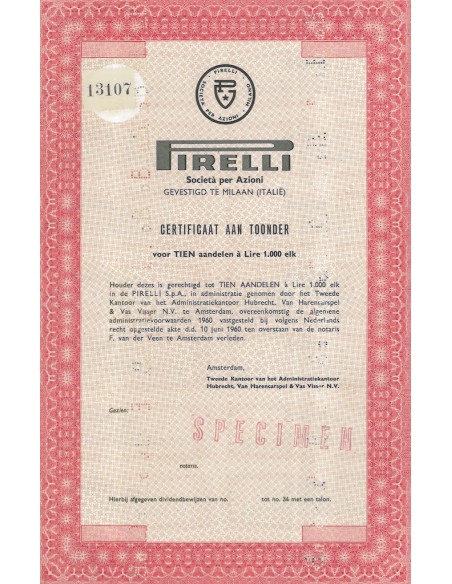 13107
PIRELLI
SOCIETÀ PER AZIONI
MILANO
PIRELLI
Società per Azioni
GEVESTIGD TE MILAAN (ITALIË)
CERTIFICAAT AAN TOONDER
voor TIEN aandelen à Lire 1.000 elk
Houder dezes is gerechtigd tot TIEN AANDELEN à Lire 1.000 elk
in de PIRELLI S.p.A., in administratie genomen door het Tweede
Kantoor van het Administratiekantoor Hubrecht, Van Harencarspel
& Vas Visser N.V. te Amsterdam, overeenkomstig de algemene
administratievoorwaarden 1960 vastgesteld bij volgens Nederlands
recht opgestelde akte d.d. 10 juni 1960 ten overstaan van de notaris
F. van der Veen te Amsterdam verleden.
Amsterdam,
Tweede Kantoor van het Administratiekantoor
Hubrecht, Van Harencarspel & Vas Visser N.V.
Gezien:
SPECIMEN
notaris.
Hierbij afgegeven dividendbewijzen van no. tot no. 36 met een talon.